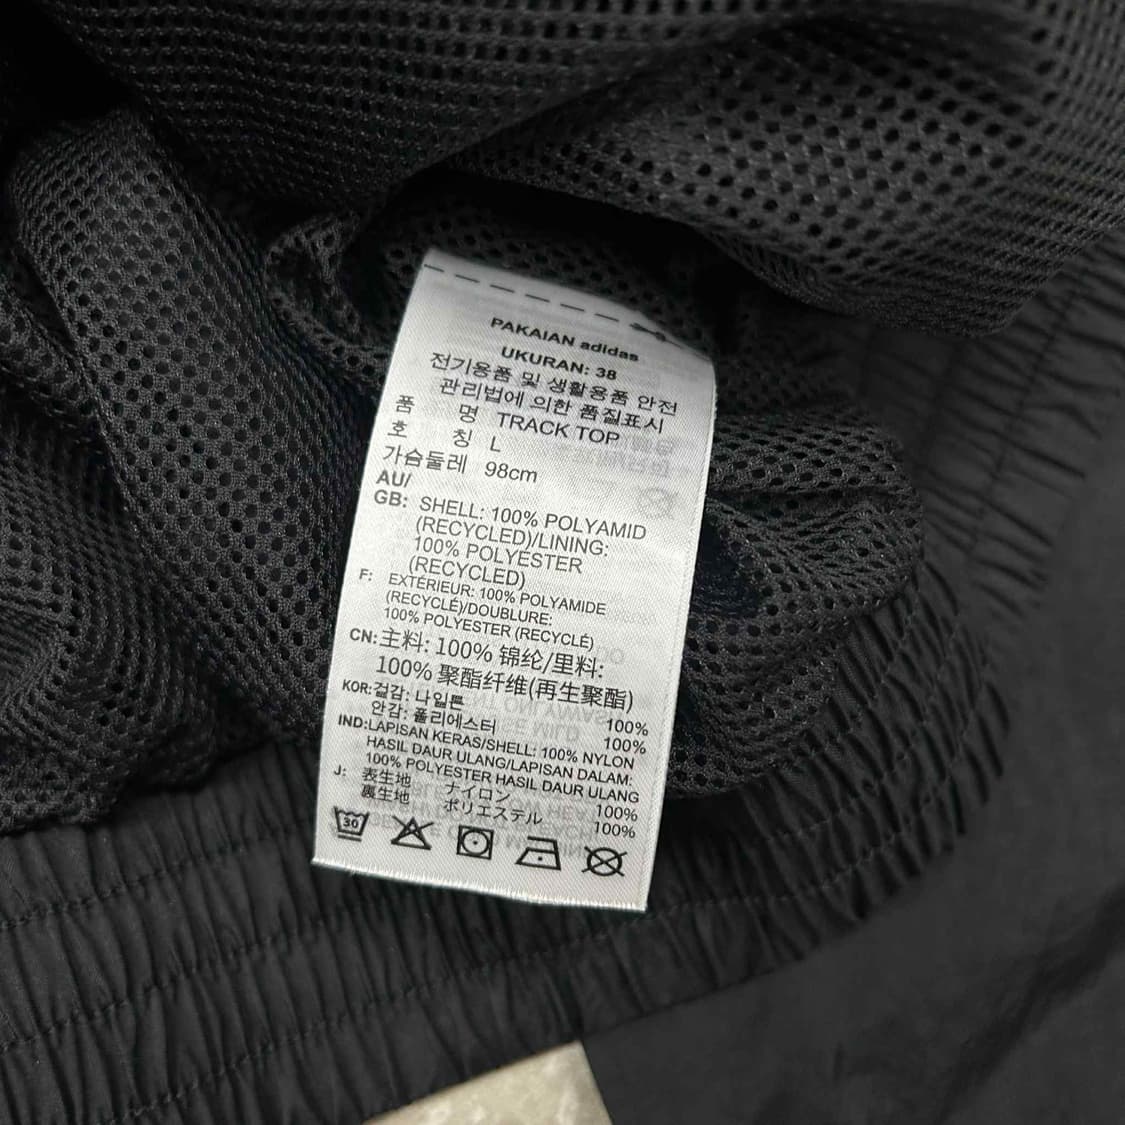 PAKAIAN adidas
UKURAN: 38
전기용품 및 생활용품 안전
관리법에 의한 품질표시
품 명 TRACK TOP
호 칭 L
가슴둘레 98cm
AU/
GB: SHELL: 100% POLYAMID
(RECYCLED)/LINING:
100% POLYESTER
(RECYCLED)
F: EXTÉRIEUR: 100% POLYAMIDE
(RECYCLÉ)/DOUBLURE:
100% POLYESTER (RECYCLÉ)
CN: 主料: 100% 锦纶/里料:
100% 聚酯纤维(再生聚酯)
KOR: 겉감: 나일론 100%
안감: 폴리에스터 100%
IND: LAPISAN KERAS/SHELL: 100% NYLON
HASIL DAUR ULANG/LAPISAN DALAM:
100% POLYESTER HASIL DAUR ULANG
J: 表生地 ナイロン 100%
裏生地 ポリエステル 100%
30